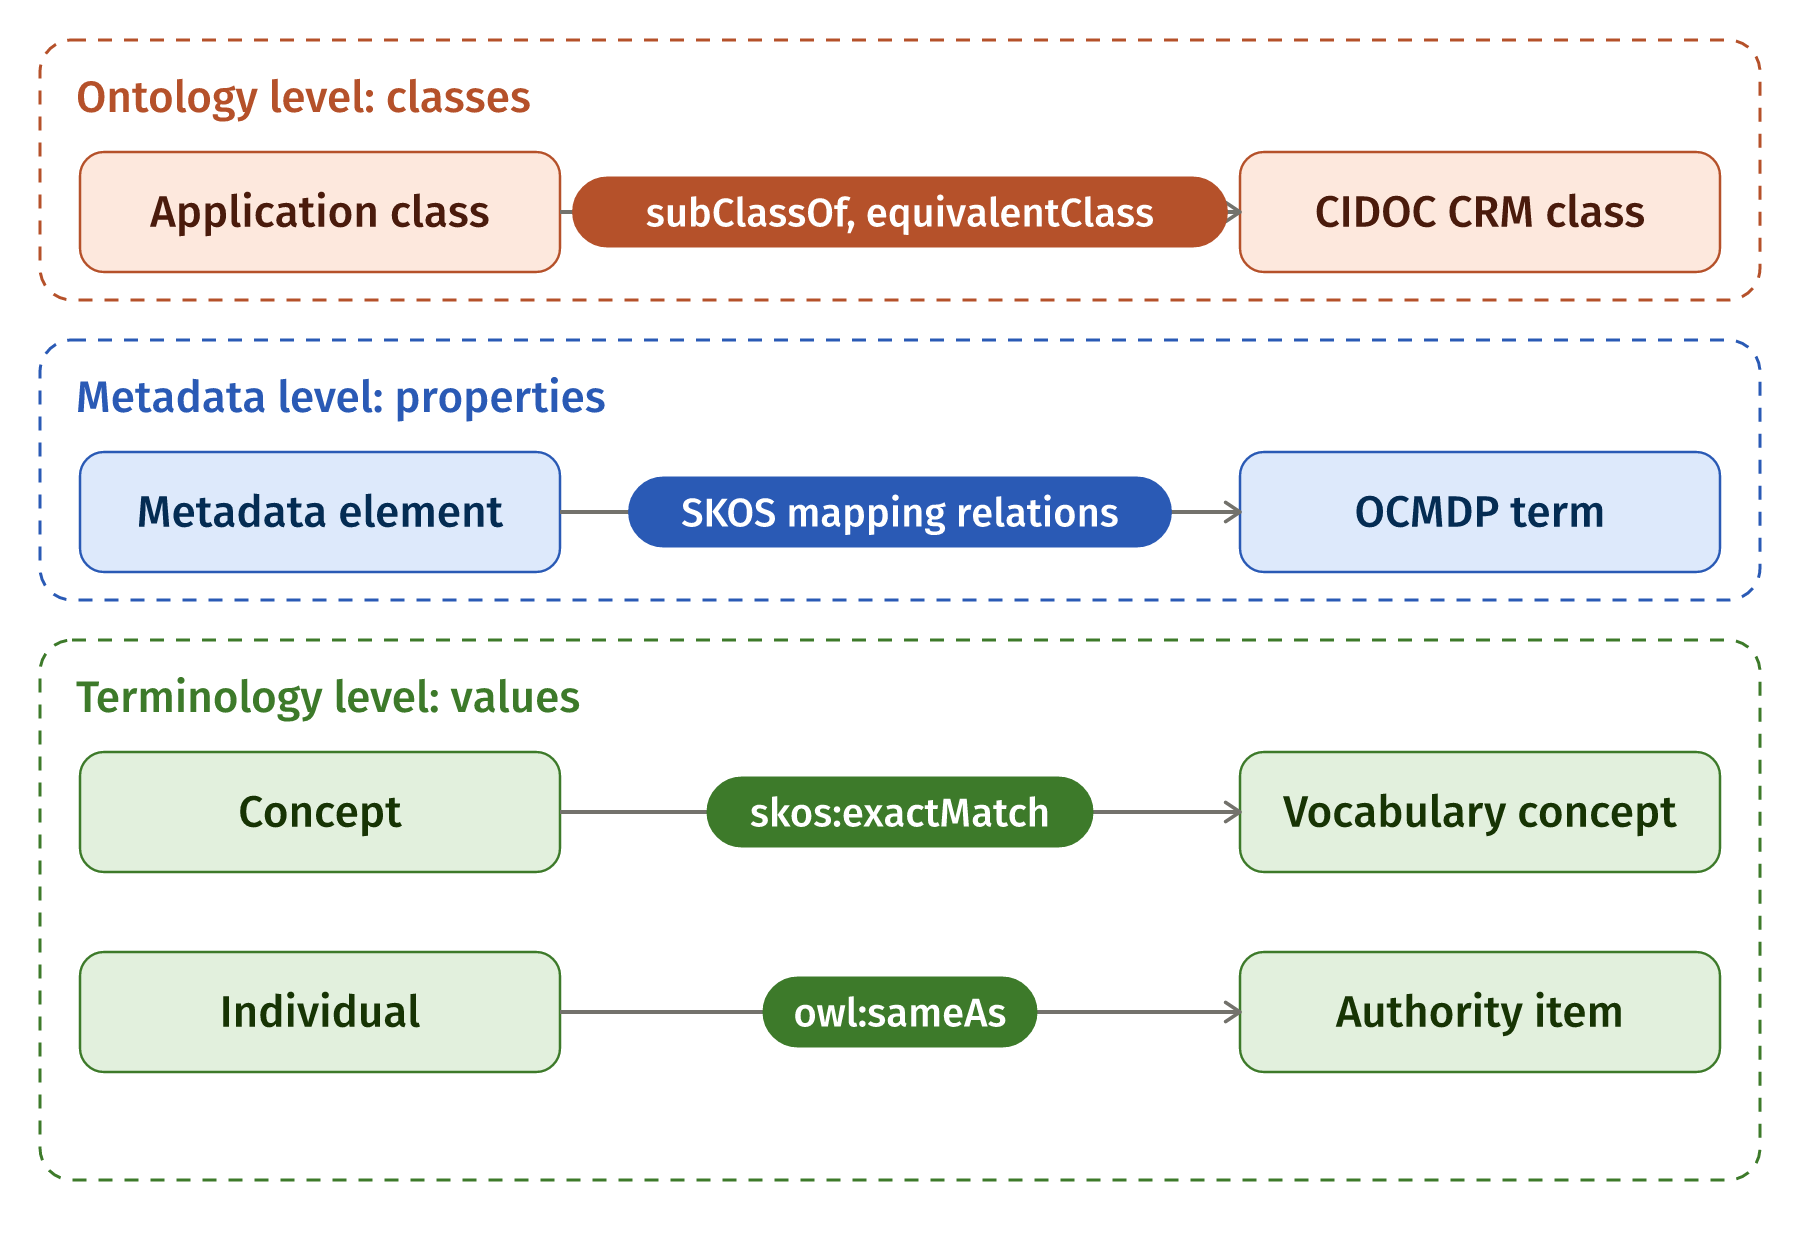 Ontology level: classes
Application class
subClassOf, equivalentClass
CIDOC CRM class
Metadata level: properties
Metadata element
SKOS mapping relations
OCMDP term
Terminology level: values
Concept
skos:exactMatch
Vocabulary concept
Individual
owl:sameAs
Authority item